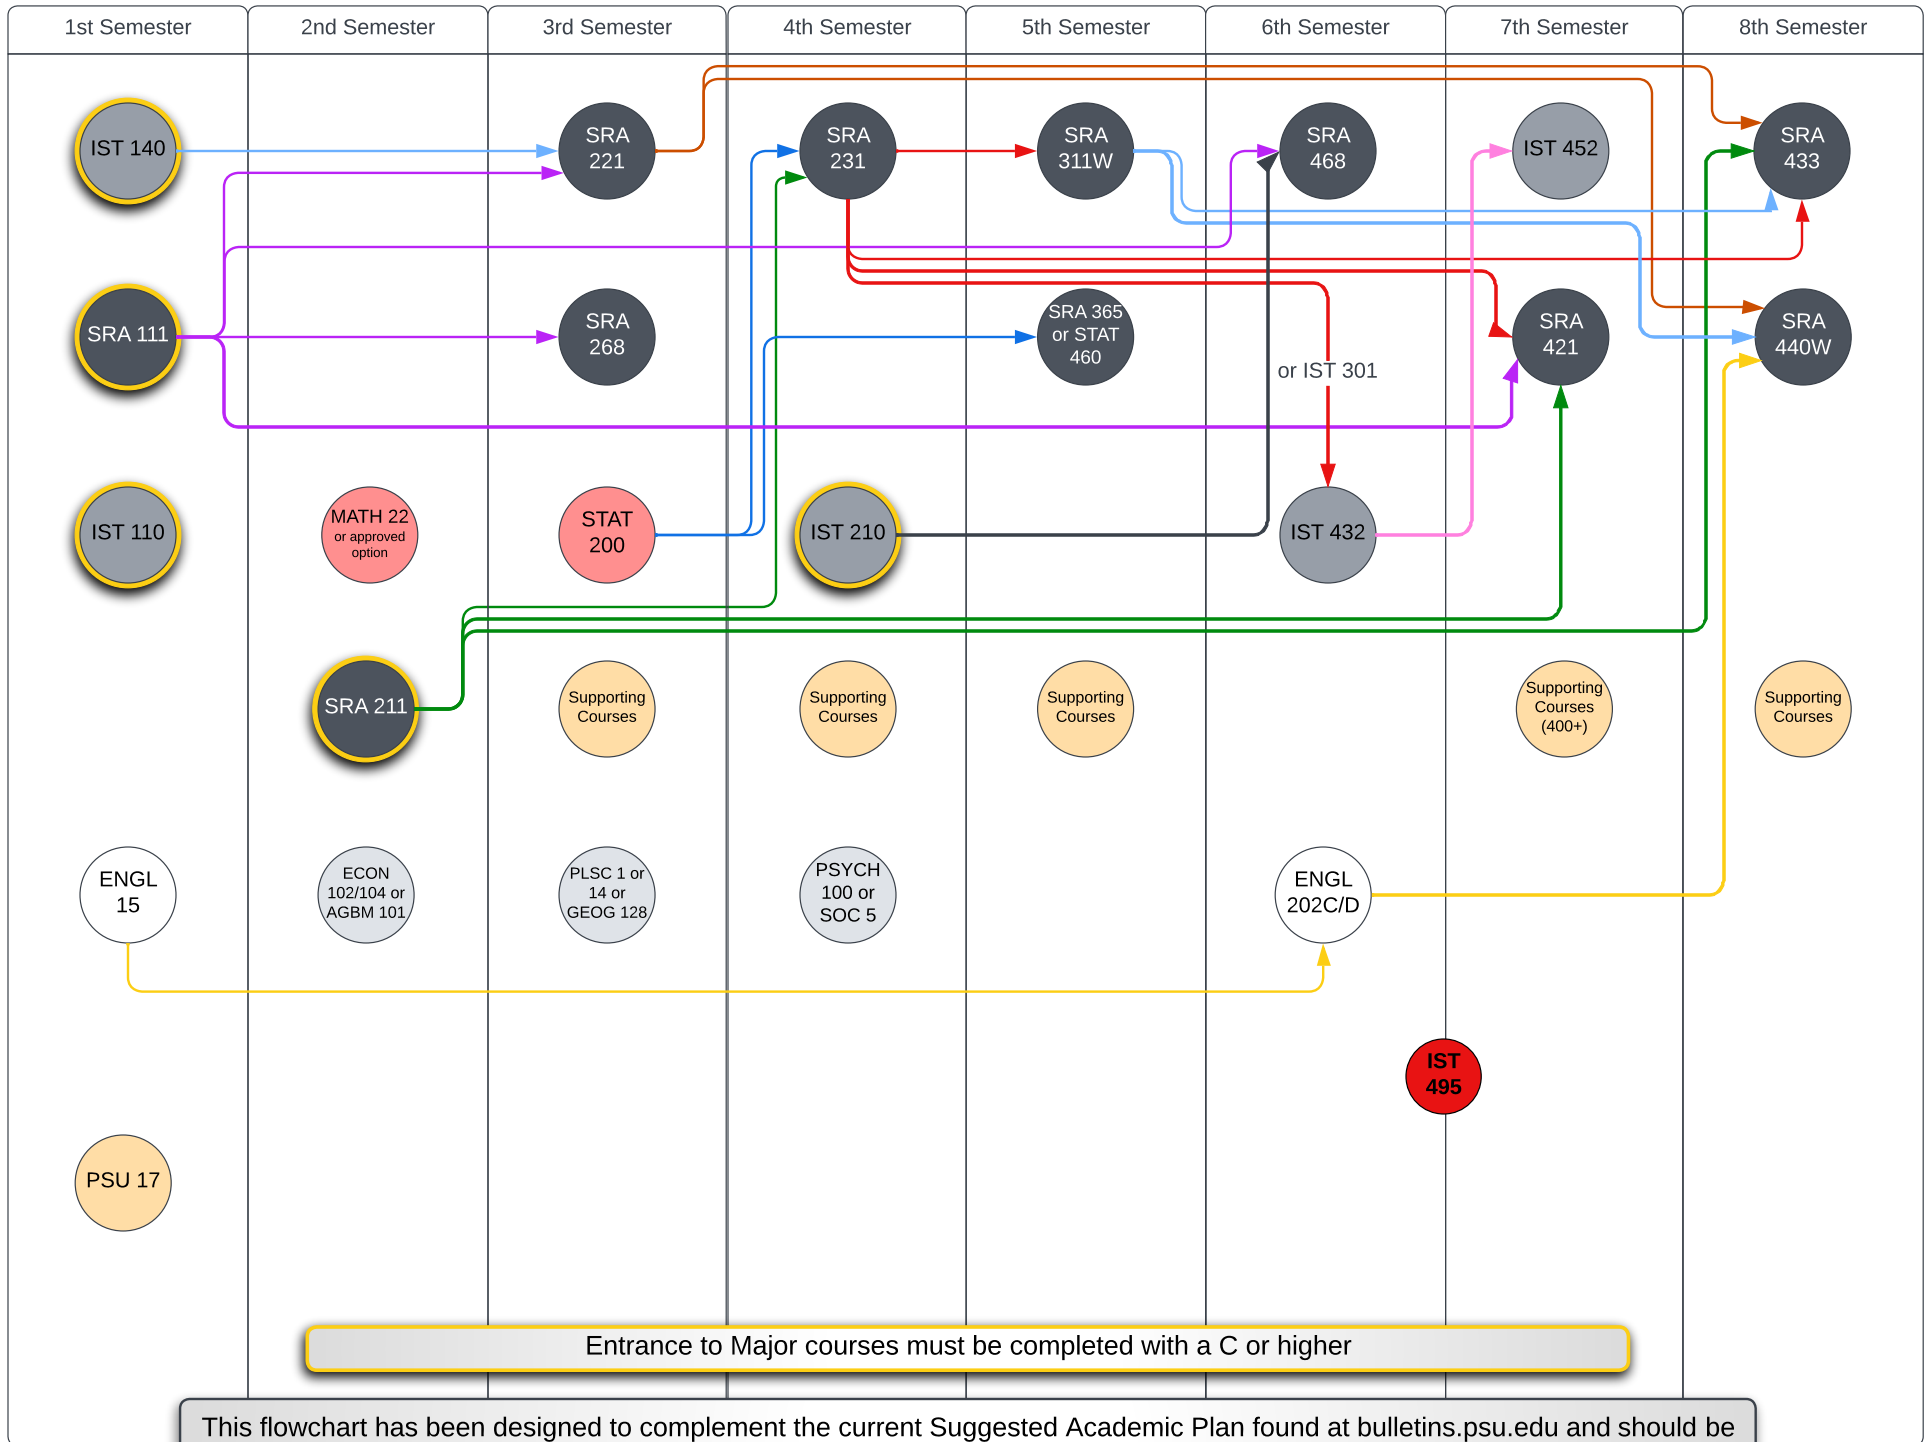 1st Semester
2nd Semester
3rd Semester
4th Semester
5th Semester
6th Semester
7th Semester
8th Semester
IST 140
SRA
221
SRA
231
SRA
311W
SRA
468
IST 452
SRA
433
SRA 111
SRA
268
SRA 365
or STAT
460
or IST 301
SRA
421
SRA
440W
IST 110
MATH 22
or approved
option
STAT
200
IST 210
IST 432
SRA 211
Supporting
Courses
Supporting
Courses
Supporting
Courses
Supporting
Courses
(400+)
Supporting
Courses
ENGL
15
ECON
102/104 or
AGBM 101
PLSC 1 or
14 or
GEOG 128
PSYCH
100 or
SOC 5
ENGL
202C/D
IST
495
PSU 17
Entrance to Major courses must be completed with a C or higher
This flowchart has been designed to complement the current Suggested Academic Plan found at bulletins.psu.edu and should be